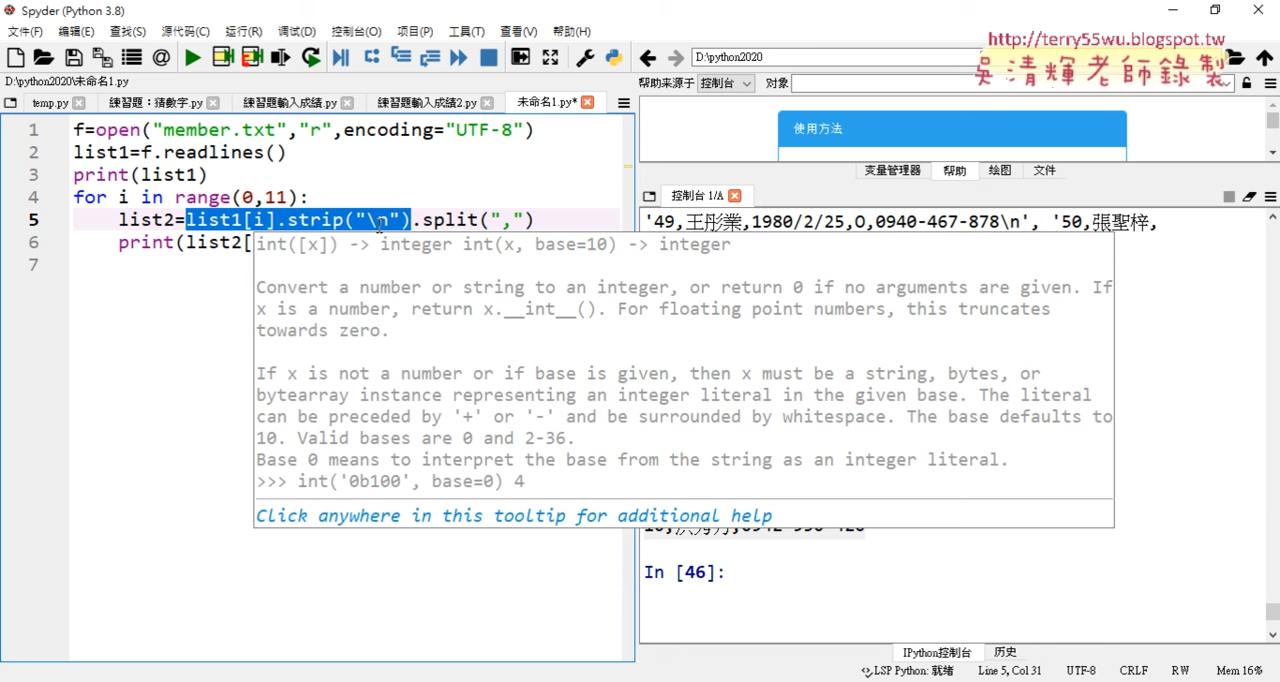 Spyder (Python 3.8)
文件(F) 编辑(E) 查找(S) 源代码(C) 运行(R) 调试(D) 控制台(O) 项目(P) 工具(T) 查看(V) 帮助(H)
http://terry55wu.blogspot.tw
吳清輝老師錄製
D:\python2020
D:\python2020\未命名1.py
帮助来源于 控制台 对象
temp.py 練習題：猜數字.py 練習題輸入成績.py 練習題輸入成績2.py 未命名1.py*
1 f=open("member.txt","r",encoding="UTF-8")
2 list1=f.readlines()
3 print(list1)
4 for i in range(0,11):
5 list2=list1[i].strip("\n").split(",")
6 print(list2[
7
使用方法
变量管理器 帮助 绘图 文件
控制台 1/A
'49,王彤業,1980/2/25,O,0940-467-878\n', '50,張聖梓,
int([x]) -> integer int(x, base=10) -> integer
Convert a number or string to an integer, or return 0 if no arguments are given. If
x is a number, return x.__int__(). For floating point numbers, this truncates
towards zero.
If x is not a number or if base is given, then x must be a string, bytes, or
bytearray instance representing an integer literal in the given base. The literal
can be preceded by '+' or '-' and be surrounded by whitespace. The base defaults to
10. Valid bases are 0 and 2-36.
Base 0 means to interpret the base from the string as an integer literal.
>>> int('0b100', base=0) 4
Click anywhere in this tooltip for additional help
In [46]:
IPython控制台 历史
LSP Python: 就绪 Line 5, Col 31 UTF-8 CRLF RW Mem 16%